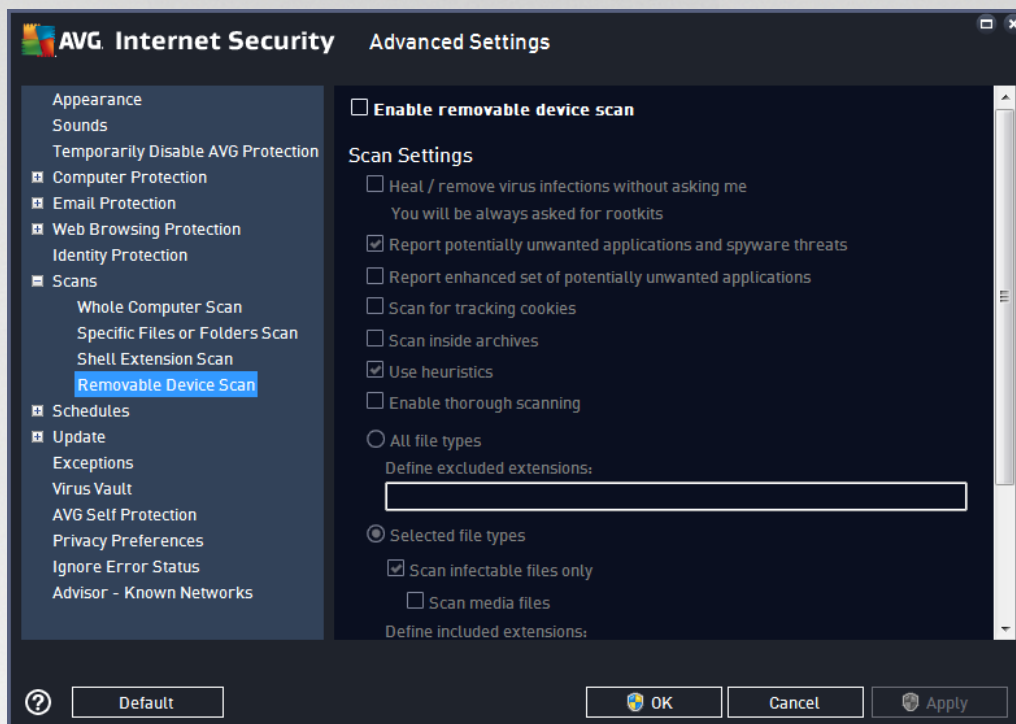 AVG. Internet Security Advanced Settings
Appearance
Sounds
Temporarily Disable AVG Protection
Computer Protection
Email Protection
Web Browsing Protection
Identity Protection
Scans
Whole Computer Scan
Specific Files or Folders Scan
Shell Extension Scan
Removable Device Scan
Schedules
Update
Exceptions
Virus Vault
AVG Self Protection
Privacy Preferences
Ignore Error Status
Advisor - Known Networks
Enable removable device scan
Scan Settings
Heal / remove virus infections without asking me
You will be always asked for rootkits
Report potentially unwanted applications and spyware threats
Report enhanced set of potentially unwanted applications
Scan for tracking cookies
Scan inside archives
Use heuristics
Enable thorough scanning
All file types
Define excluded extensions:
Selected file types
Scan infectable files only
Scan media files
Define included extensions:
? Default OK Cancel Apply